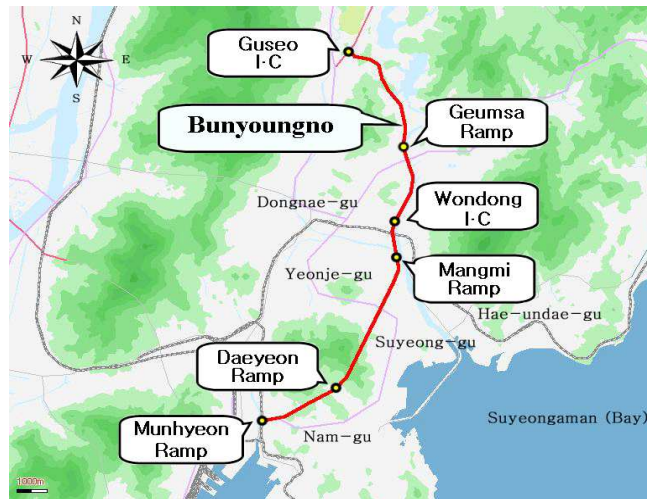 N
W E
S
Guseo
I·C
Bunyoungno
Geumsa
Ramp
Dongnae-gu
Wondong
I·C
Yeonje-gu
Mangmi
Ramp
Hae-undae-gu
Suyeong-gu
Daeyeon
Ramp
Suyeongaman (Bay)
Munhyeon
Ramp
Nam-gu
1000m